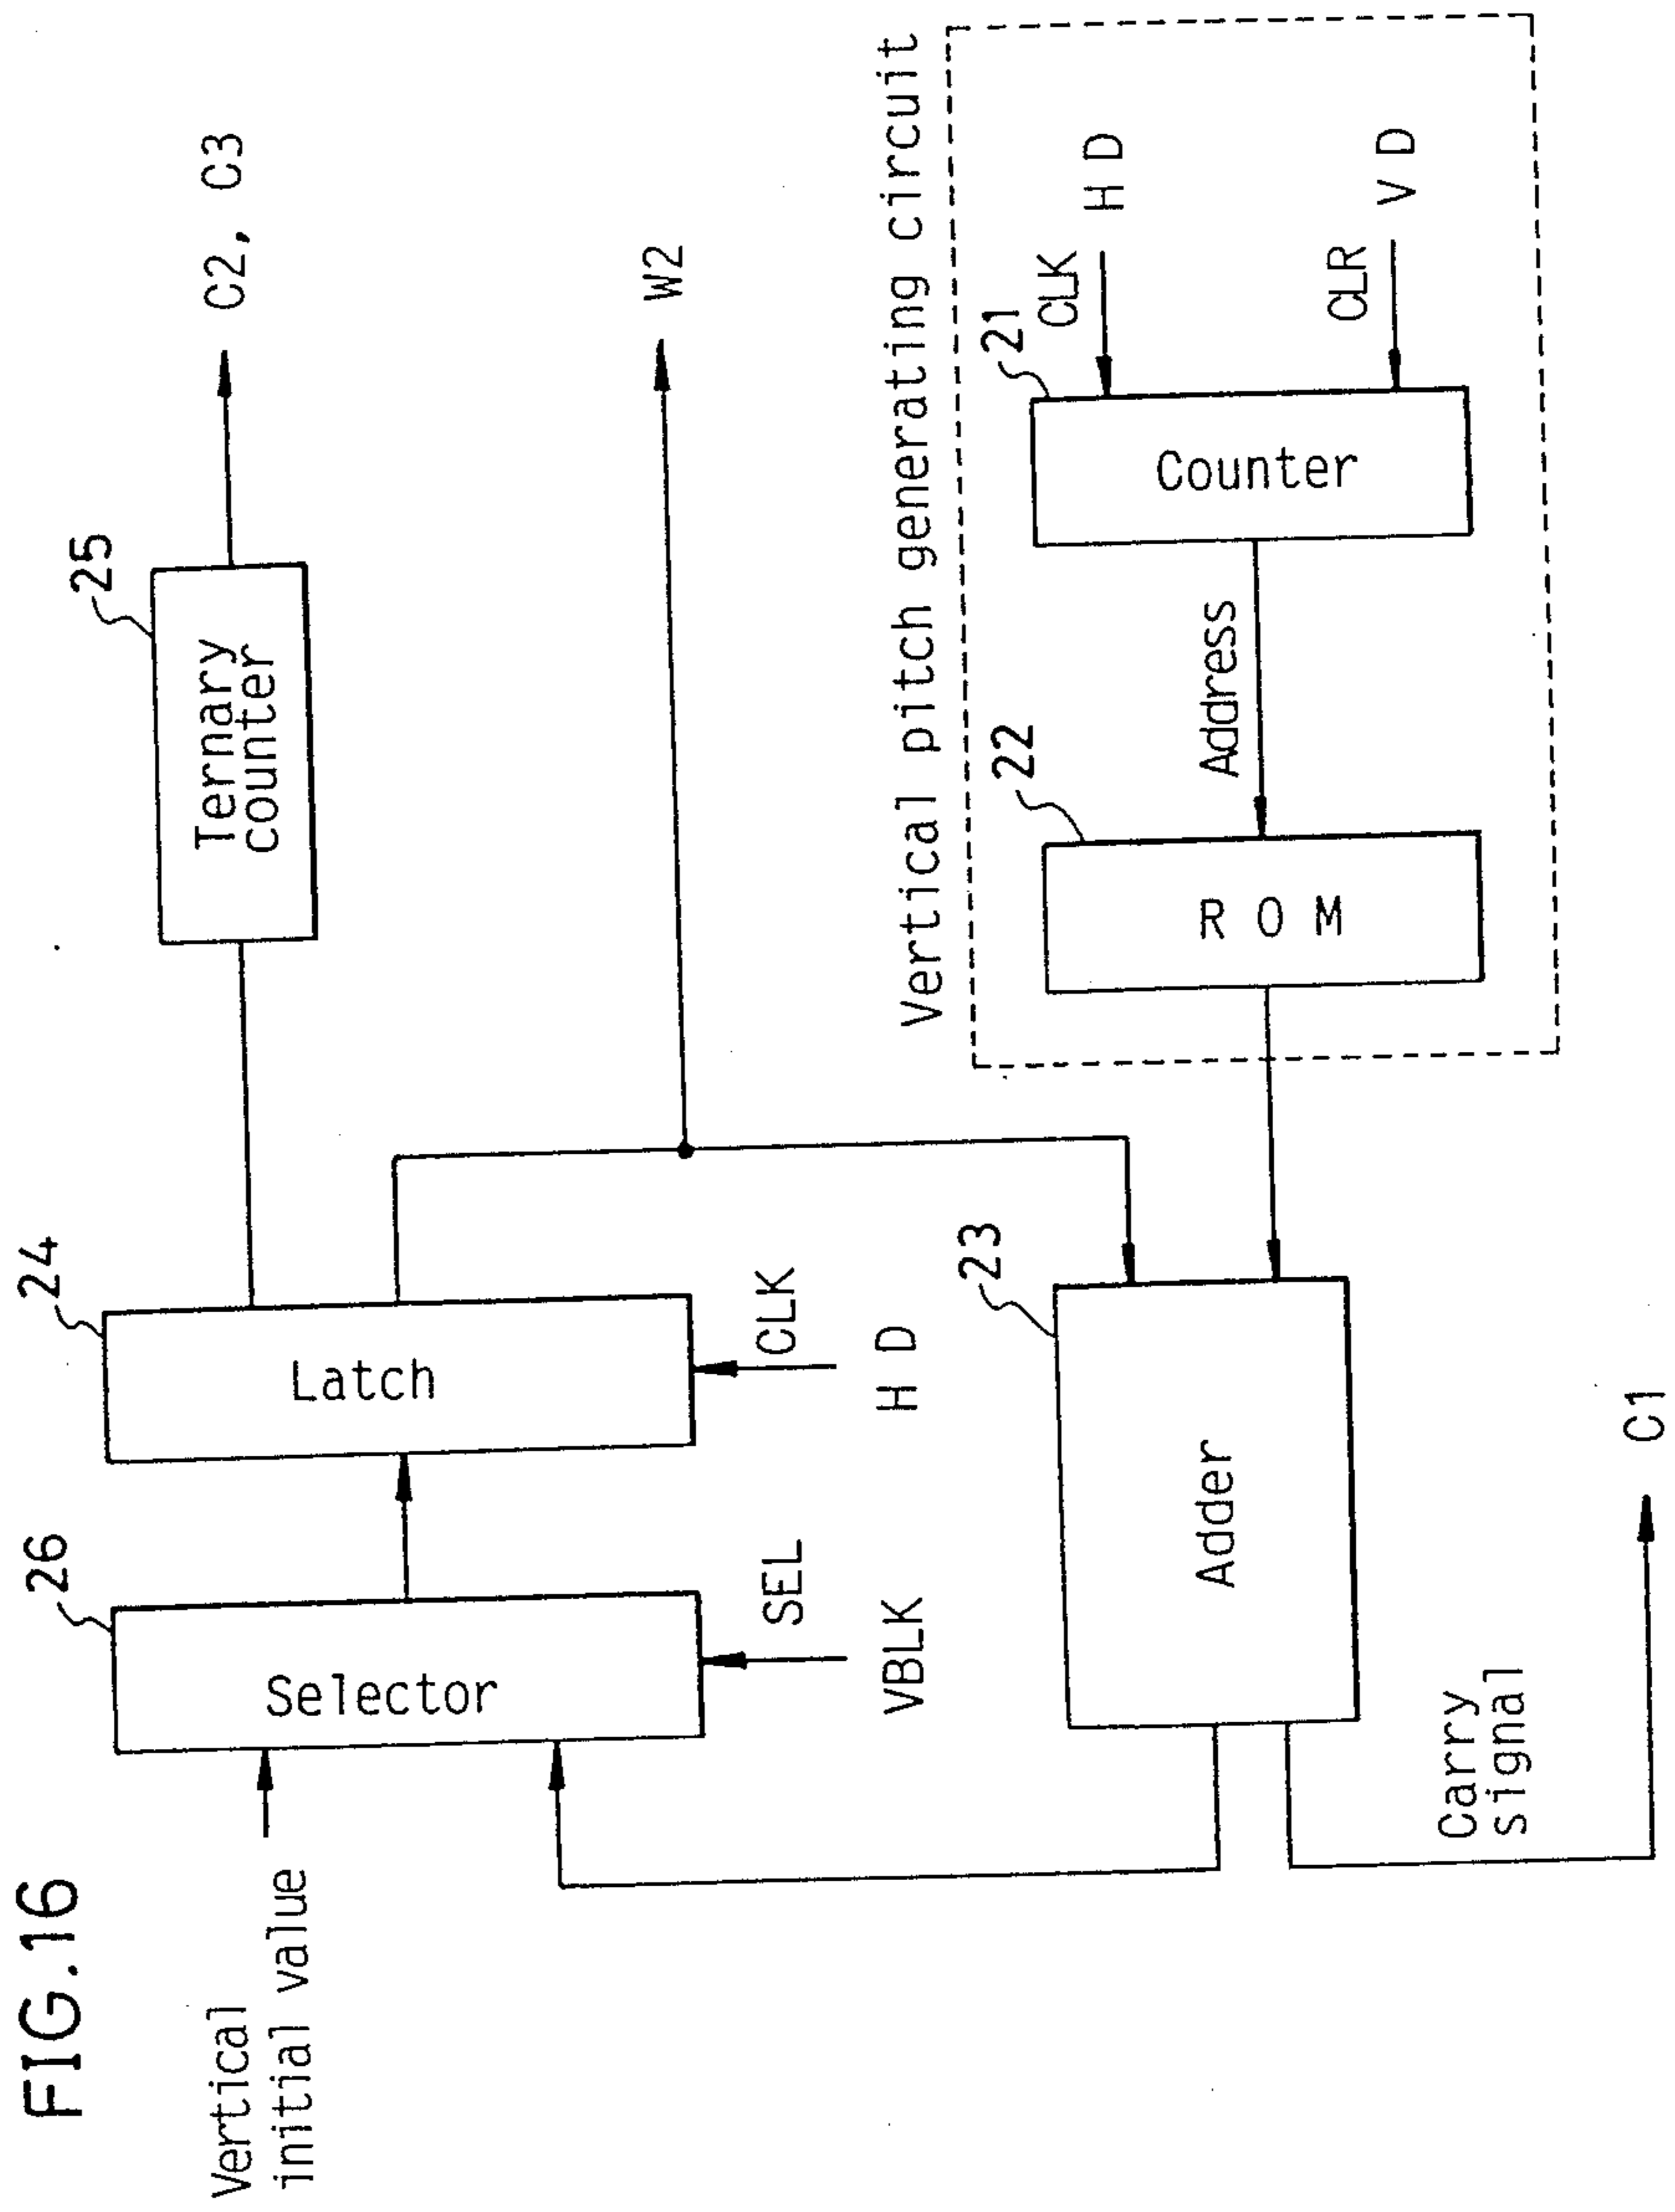 FIG.16
Vertical
initial value
26
Selector
SEL
VBLK
24
Latch
CLK
H D
25
Ternary
counter
C2, C3
W2
Vertical pitch generating circuit
23
Adder
22
R O M
Address
21
Counter
CLK
H D
CLR
V D
Carry
signal
C1